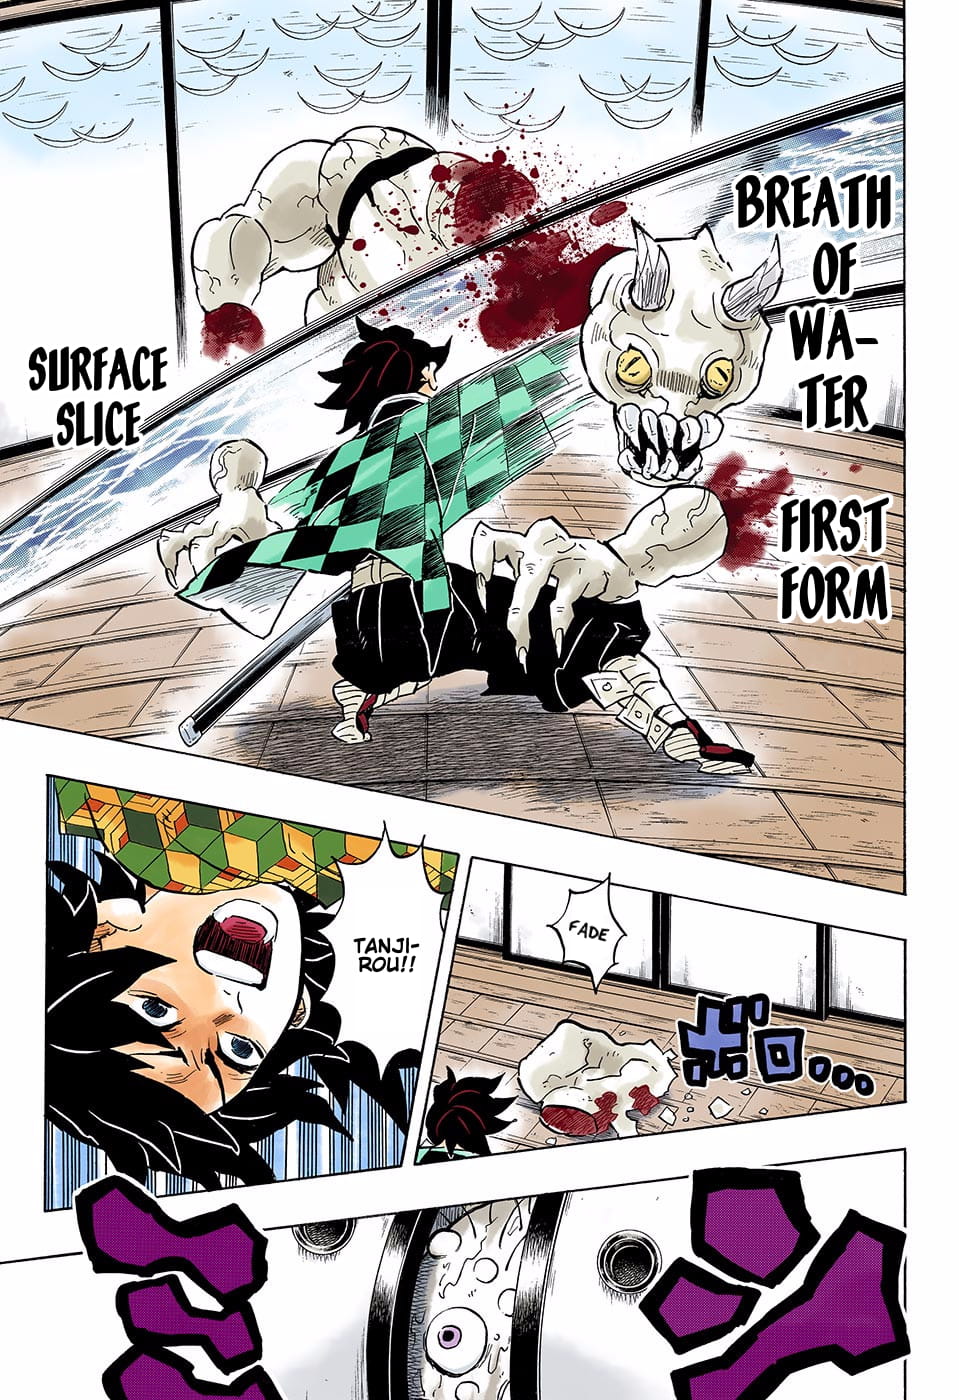 BREATH
OF
WA-
TER
FIRST
FORM
SURFACE
SLICE
FADE
ボロ...
TANJI-
ROU!!